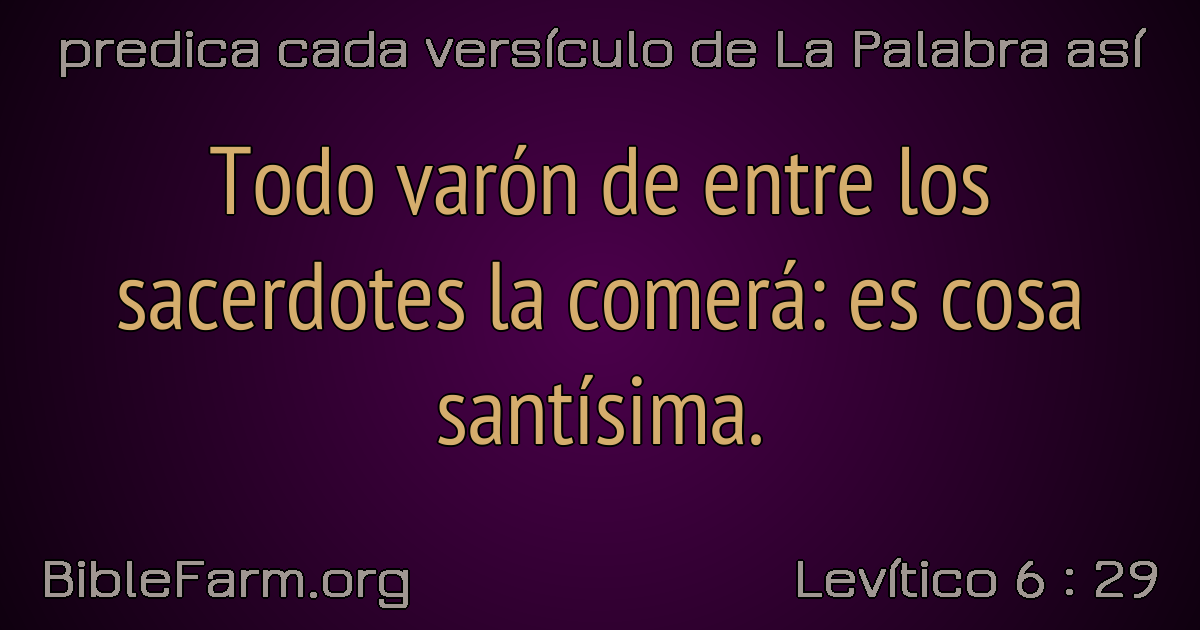 predica cada versículo de La Palabra así
Todo varón de entre los
sacerdotes la comerá: es cosa
santísima.
BibleFarm.org
Levítico 6 : 29